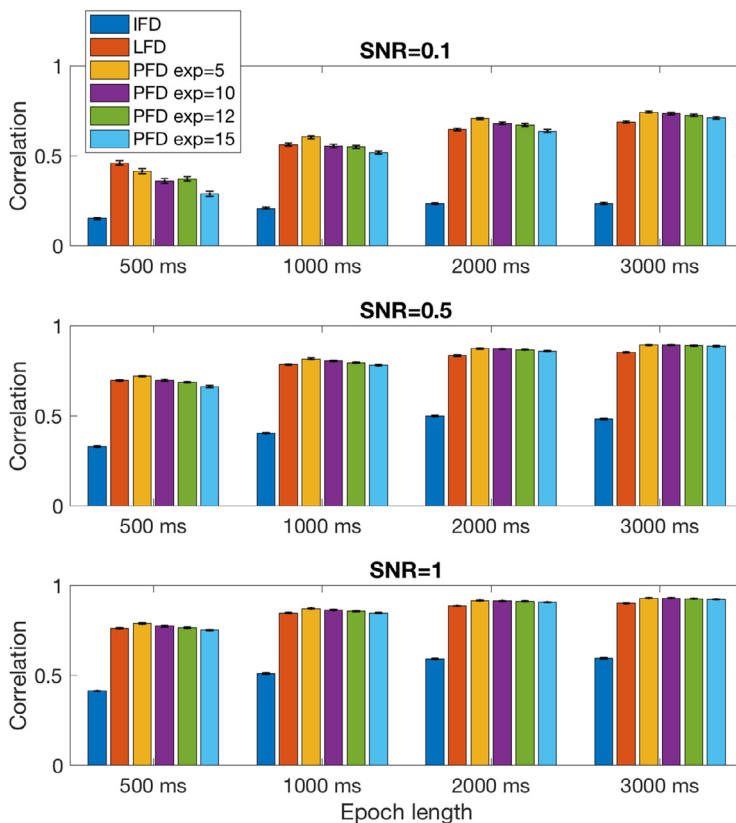 IFD
LFD
PFD exp=5
PFD exp=10
PFD exp=12
PFD exp=15
SNR=0.1
Correlation
1
0.5
0
500 ms 1000 ms 2000 ms 3000 ms
SNR=0.5
Correlation
1
0.5
0
500 ms 1000 ms 2000 ms 3000 ms
SNR=1
Correlation
1
0.5
0
500 ms 1000 ms 2000 ms 3000 ms
Epoch length